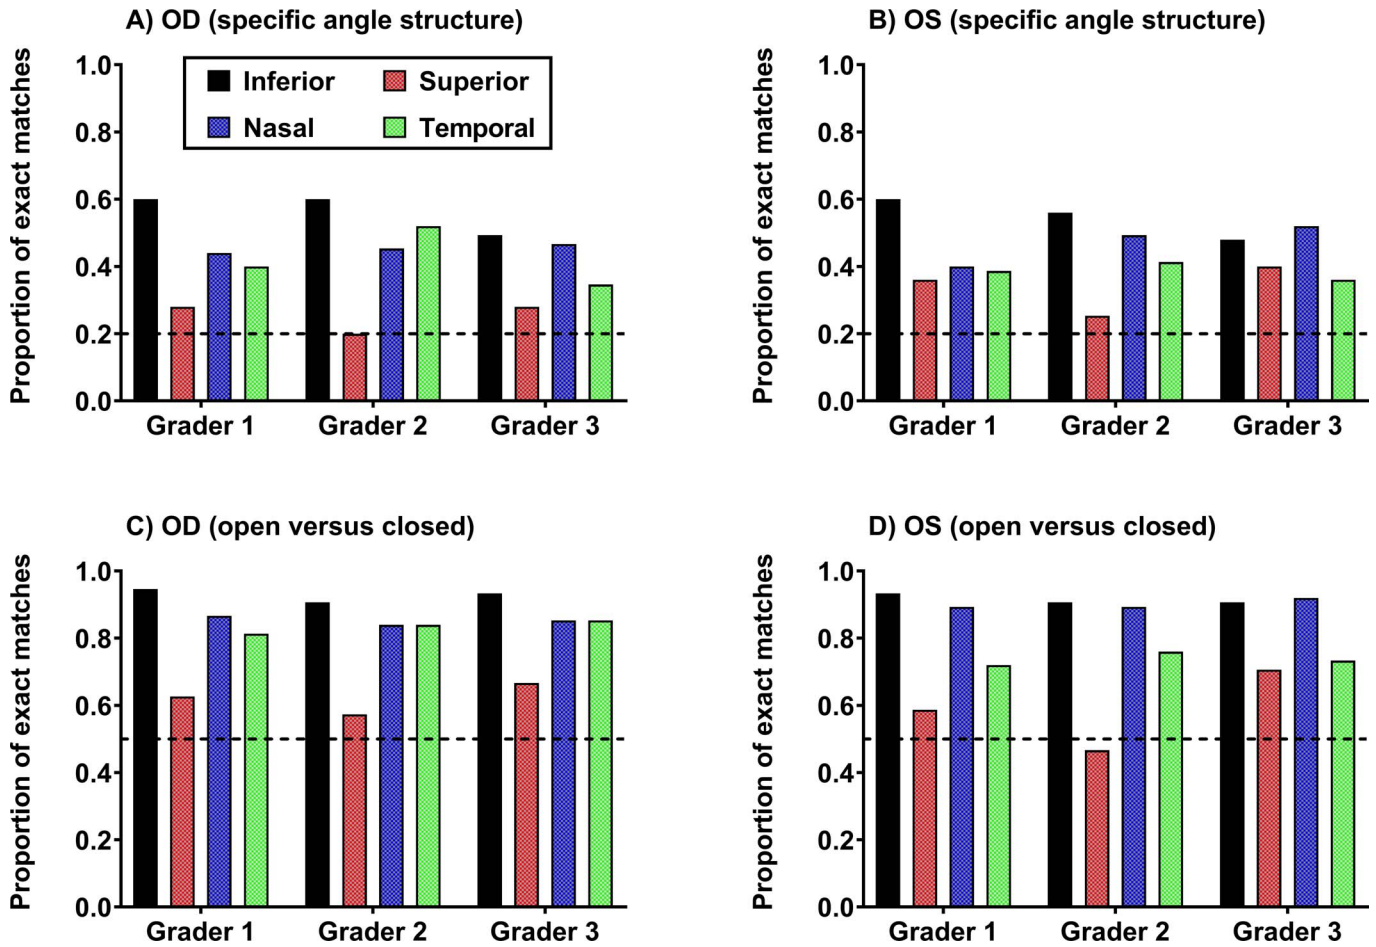 A) OD (specific angle structure)
Proportion of exact matches
1.0
0.8
0.6
0.4
0.2
0.0
Inferior
Superior
Nasal
Temporal
Grader 1
Grader 2
Grader 3
B) OS (specific angle structure)
Proportion of exact matches
1.0
0.8
0.6
0.4
0.2
0.0
Grader 1
Grader 2
Grader 3
C) OD (open versus closed)
Proportion of exact matches
1.0
0.8
0.6
0.4
0.2
0.0
Grader 1
Grader 2
Grader 3
D) OS (open versus closed)
Proportion of exact matches
1.0
0.8
0.6
0.4
0.2
0.0
Grader 1
Grader 2
Grader 3